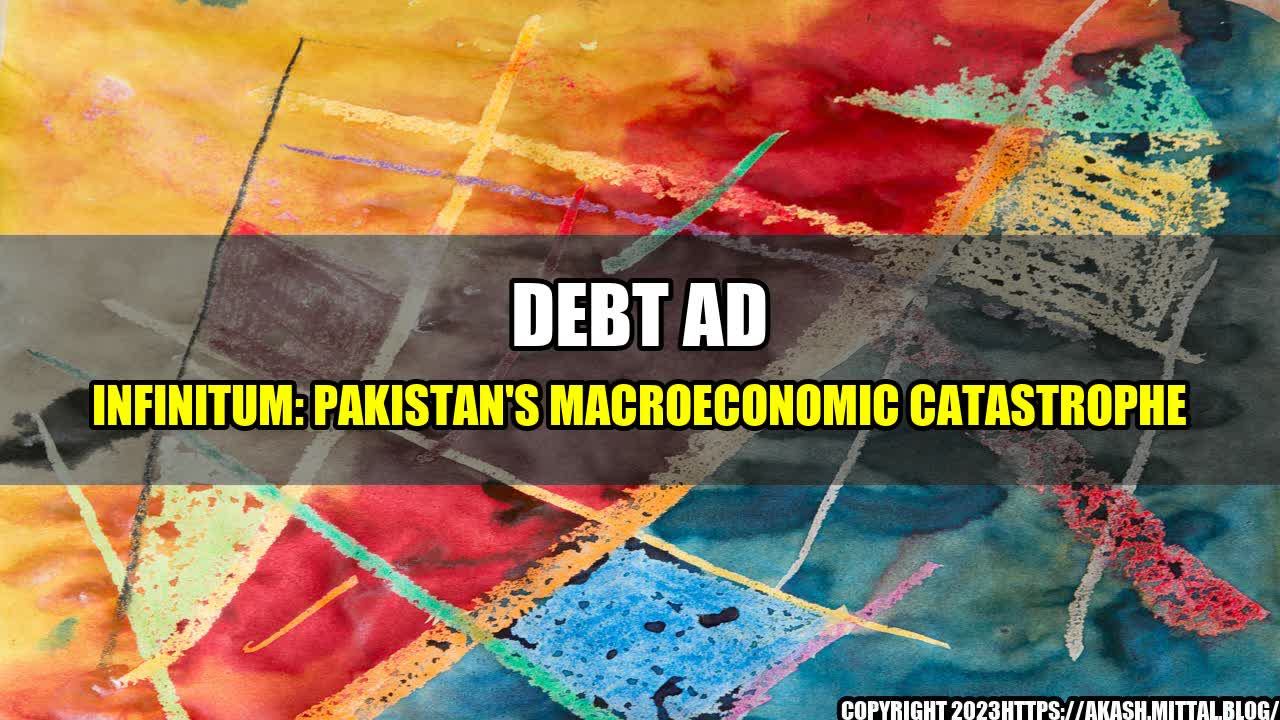 DEBT AD
INFINITUM: PAKISTAN'S MACROECONOMIC CATASTROPHE
COPYRIGHT 2023HTTPS://AKASH.MITTAL.BLOG/